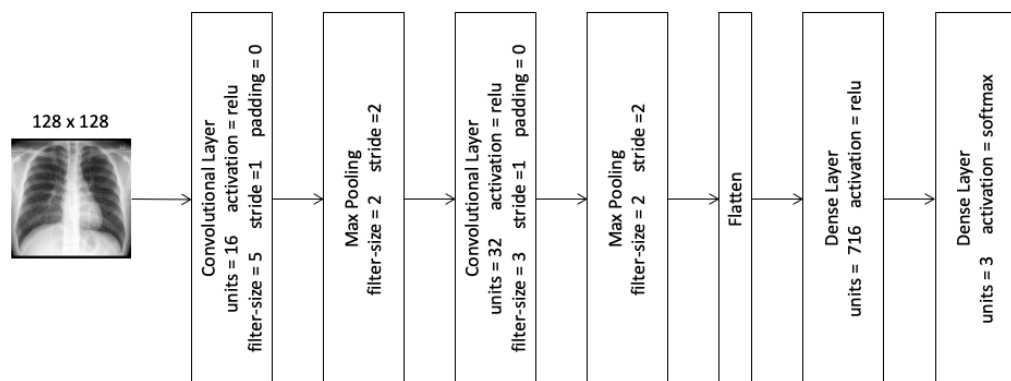 128 x 128
Convolutional Layer
units = 16 activation = relu
filter-size = 5 stride =1 padding = 0
Max Pooling
filter-size = 2 stride =2
Convolutional Layer
units = 32 activation = relu
filter-size = 3 stride =1 padding = 0
Max Pooling
filter-size = 2 stride =2
Flatten
Dense Layer
units = 716 activation = relu
Dense Layer
units = 3 activation = softmax